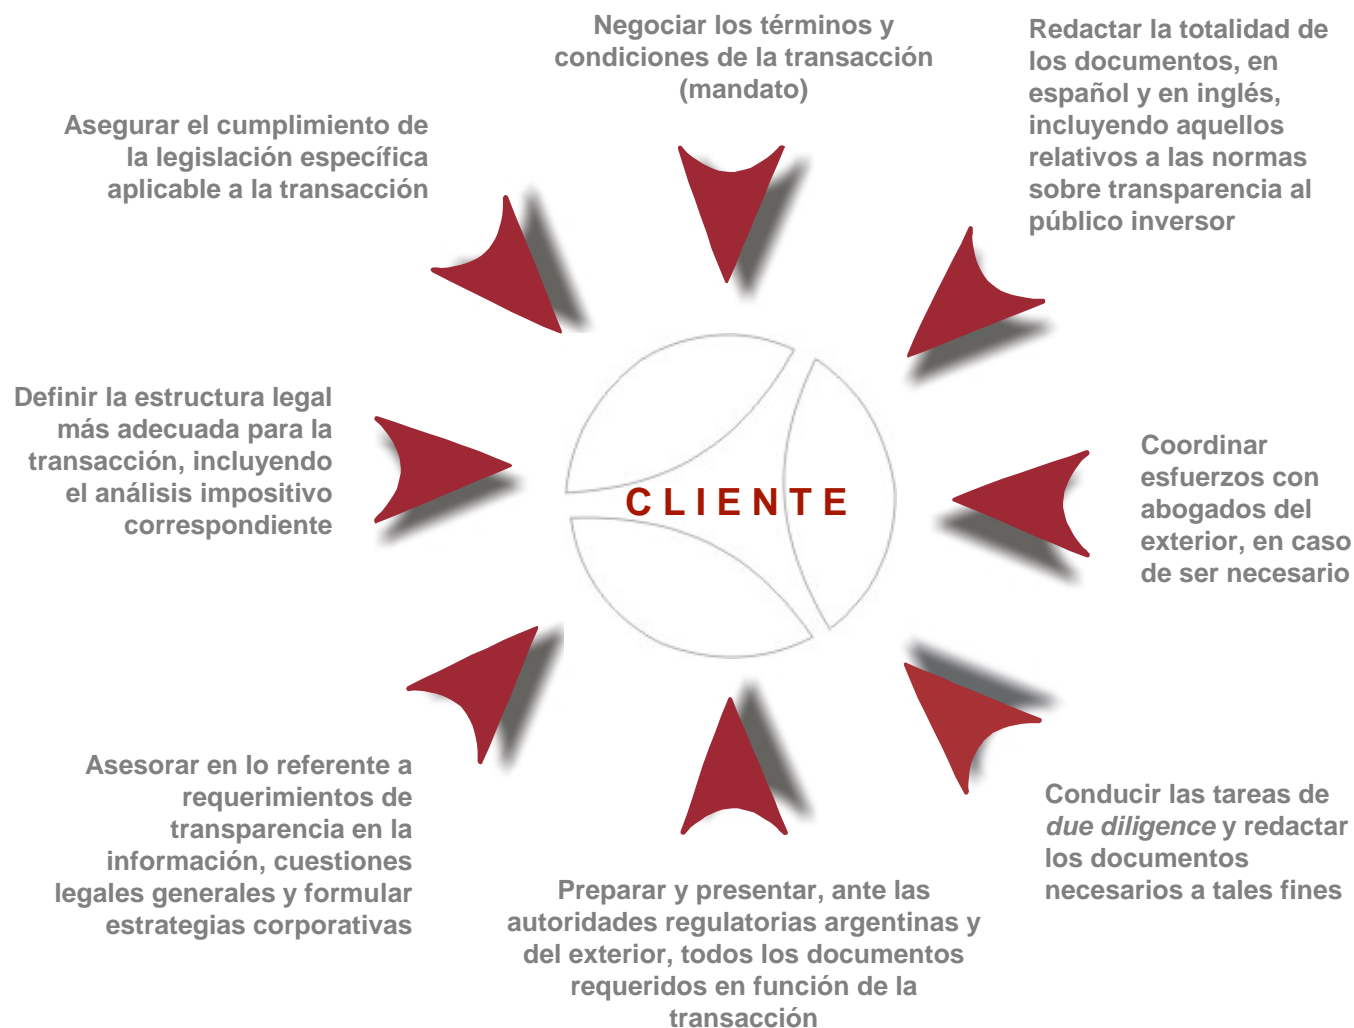 Negociar los términos y
condiciones de la transacción
(mandato)
Redactar la totalidad de
los documentos, en
español y en inglés,
incluyendo aquellos
relativos a las normas
sobre transparencia al
público inversor
Asegurar el cumplimiento de
la legislación específica
aplicable a la transacción
Definir la estructura legal
más adecuada para la
transacción, incluyendo
el análisis impositivo
correspondiente
CLIENTE
Coordinar
esfuerzos con
abogados del
exterior, en caso
de ser necesario
Asesorar en lo referente a
requerimientos de
transparencia en la
información, cuestiones
legales generales y formular
estrategias corporativas
Conducir las tareas de
due diligence y redactar
los documentos
necesarios a tales fines
Preparar y presentar, ante las
autoridades regulatorias argentinas y
del exterior, todos los documentos
requeridos en función de la
transacción